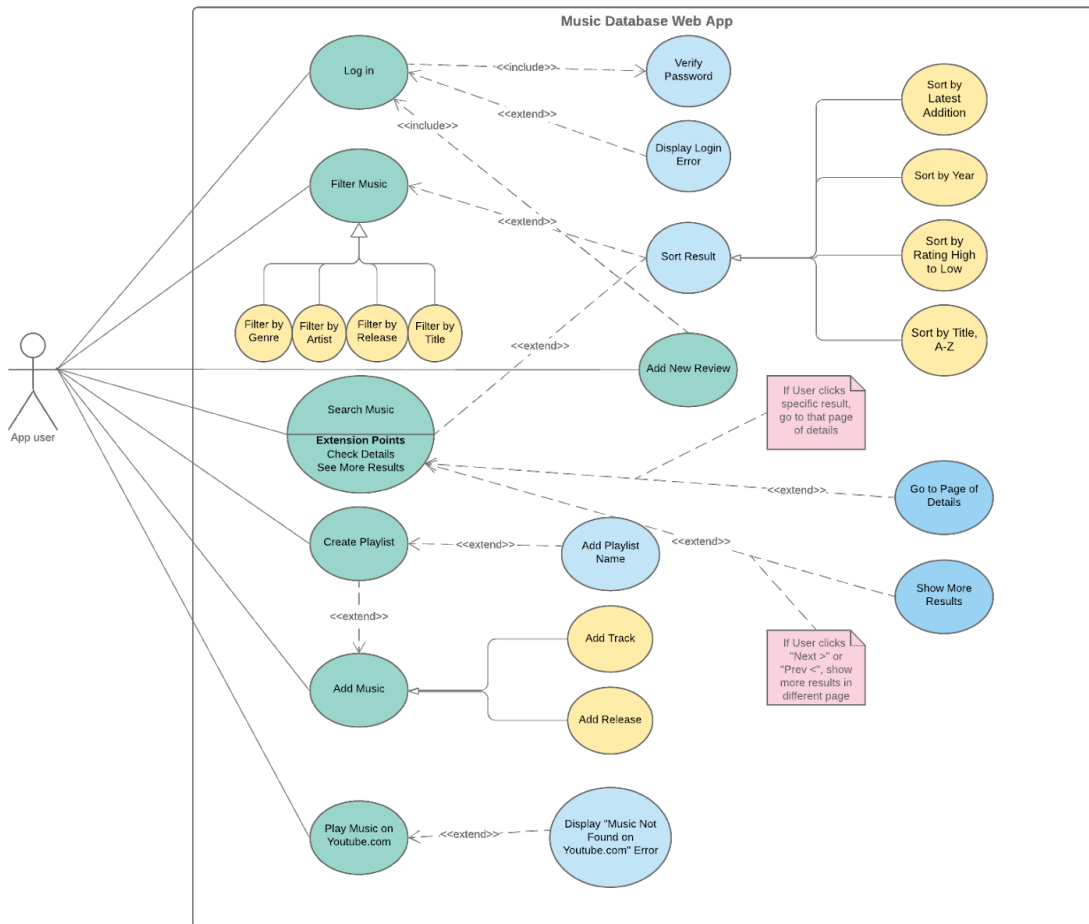 Music Database Web App
Log in
<<include>>
Verify
Password
<<include>>
<<extend>>
Display Login
Error
Sort by
Latest
Addition
Filter Music
<<extend>>
Sort Result
Sort by Year
Sort by
Rating High
to Low
Sort by Title,
A-Z
Filter by
Genre
Filter by
Artist
Filter by
Release
Filter by
Title
<<extend>>
App user
Add New Review
If User clicks
specific result,
go to that page
of details
Search Music
Extension Points
Check Details
See More Results
<<extend>>
Go to Page of
Details
Create Playlist
<<extend>>
Add Playlist
Name
<<extend>>
Show More
Results
<<extend>>
Add Track
If User clicks
"Next >" or
"Prev <", show
more results in
different page
Add Music
Add Release
Play Music on
Youtube.com
<<extend>>
Display "Music Not
Found on
Youtube.com" Error